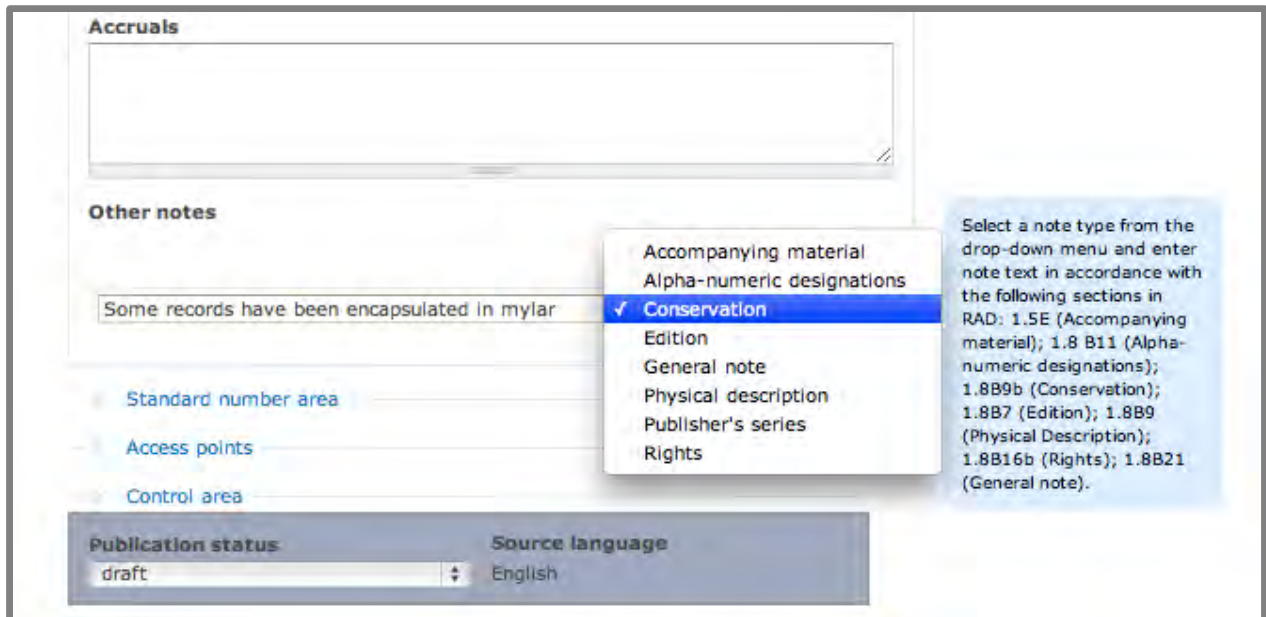 Accruals
Other notes
Some records have been encapsulated in mylar
Accompanying material
Alpha-numeric designations
✓ Conservation
Edition
General note
Physical description
Publisher's series
Rights
Select a note type from the
drop-down menu and enter
note text in accordance with
the following sections in
RAD: 1.5E (Accompanying
material); 1.8 B11 (Alpha-
numeric designations);
1.8B9b (Conservation);
1.8B7 (Edition); 1.8B9
(Physical Description);
1.8B16b (Rights); 1.8B21
(General note).
Standard number area
Access points
Control area
Publication status
Source language
draft
English